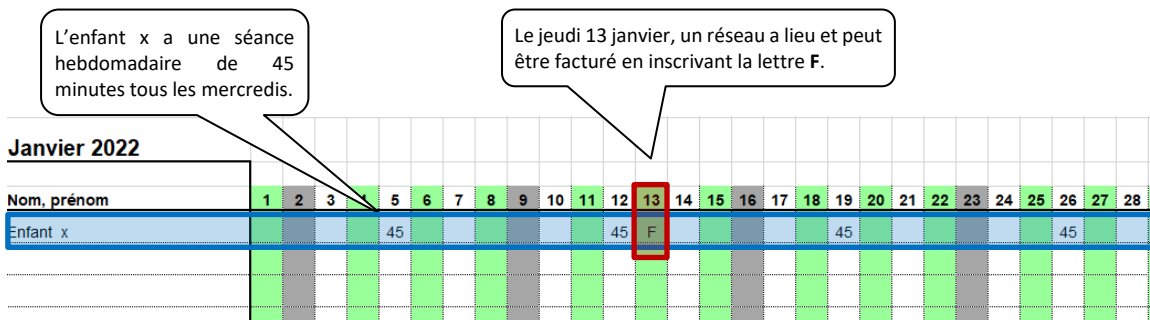 L'enfant x a une séance
hebdomadaire de 45
minutes tous les mercredis.
Le jeudi 13 janvier, un réseau a lieu et peut
être facturé en inscrivant la lettre F.
Janvier 2022
Nom, prénom 1 2 3 4 5 6 7 8 9 10 11 12 13 14 15 16 17 18 19 20 21 22 23 24 25 26 27 28
Enfant x 45 45 F 45 45